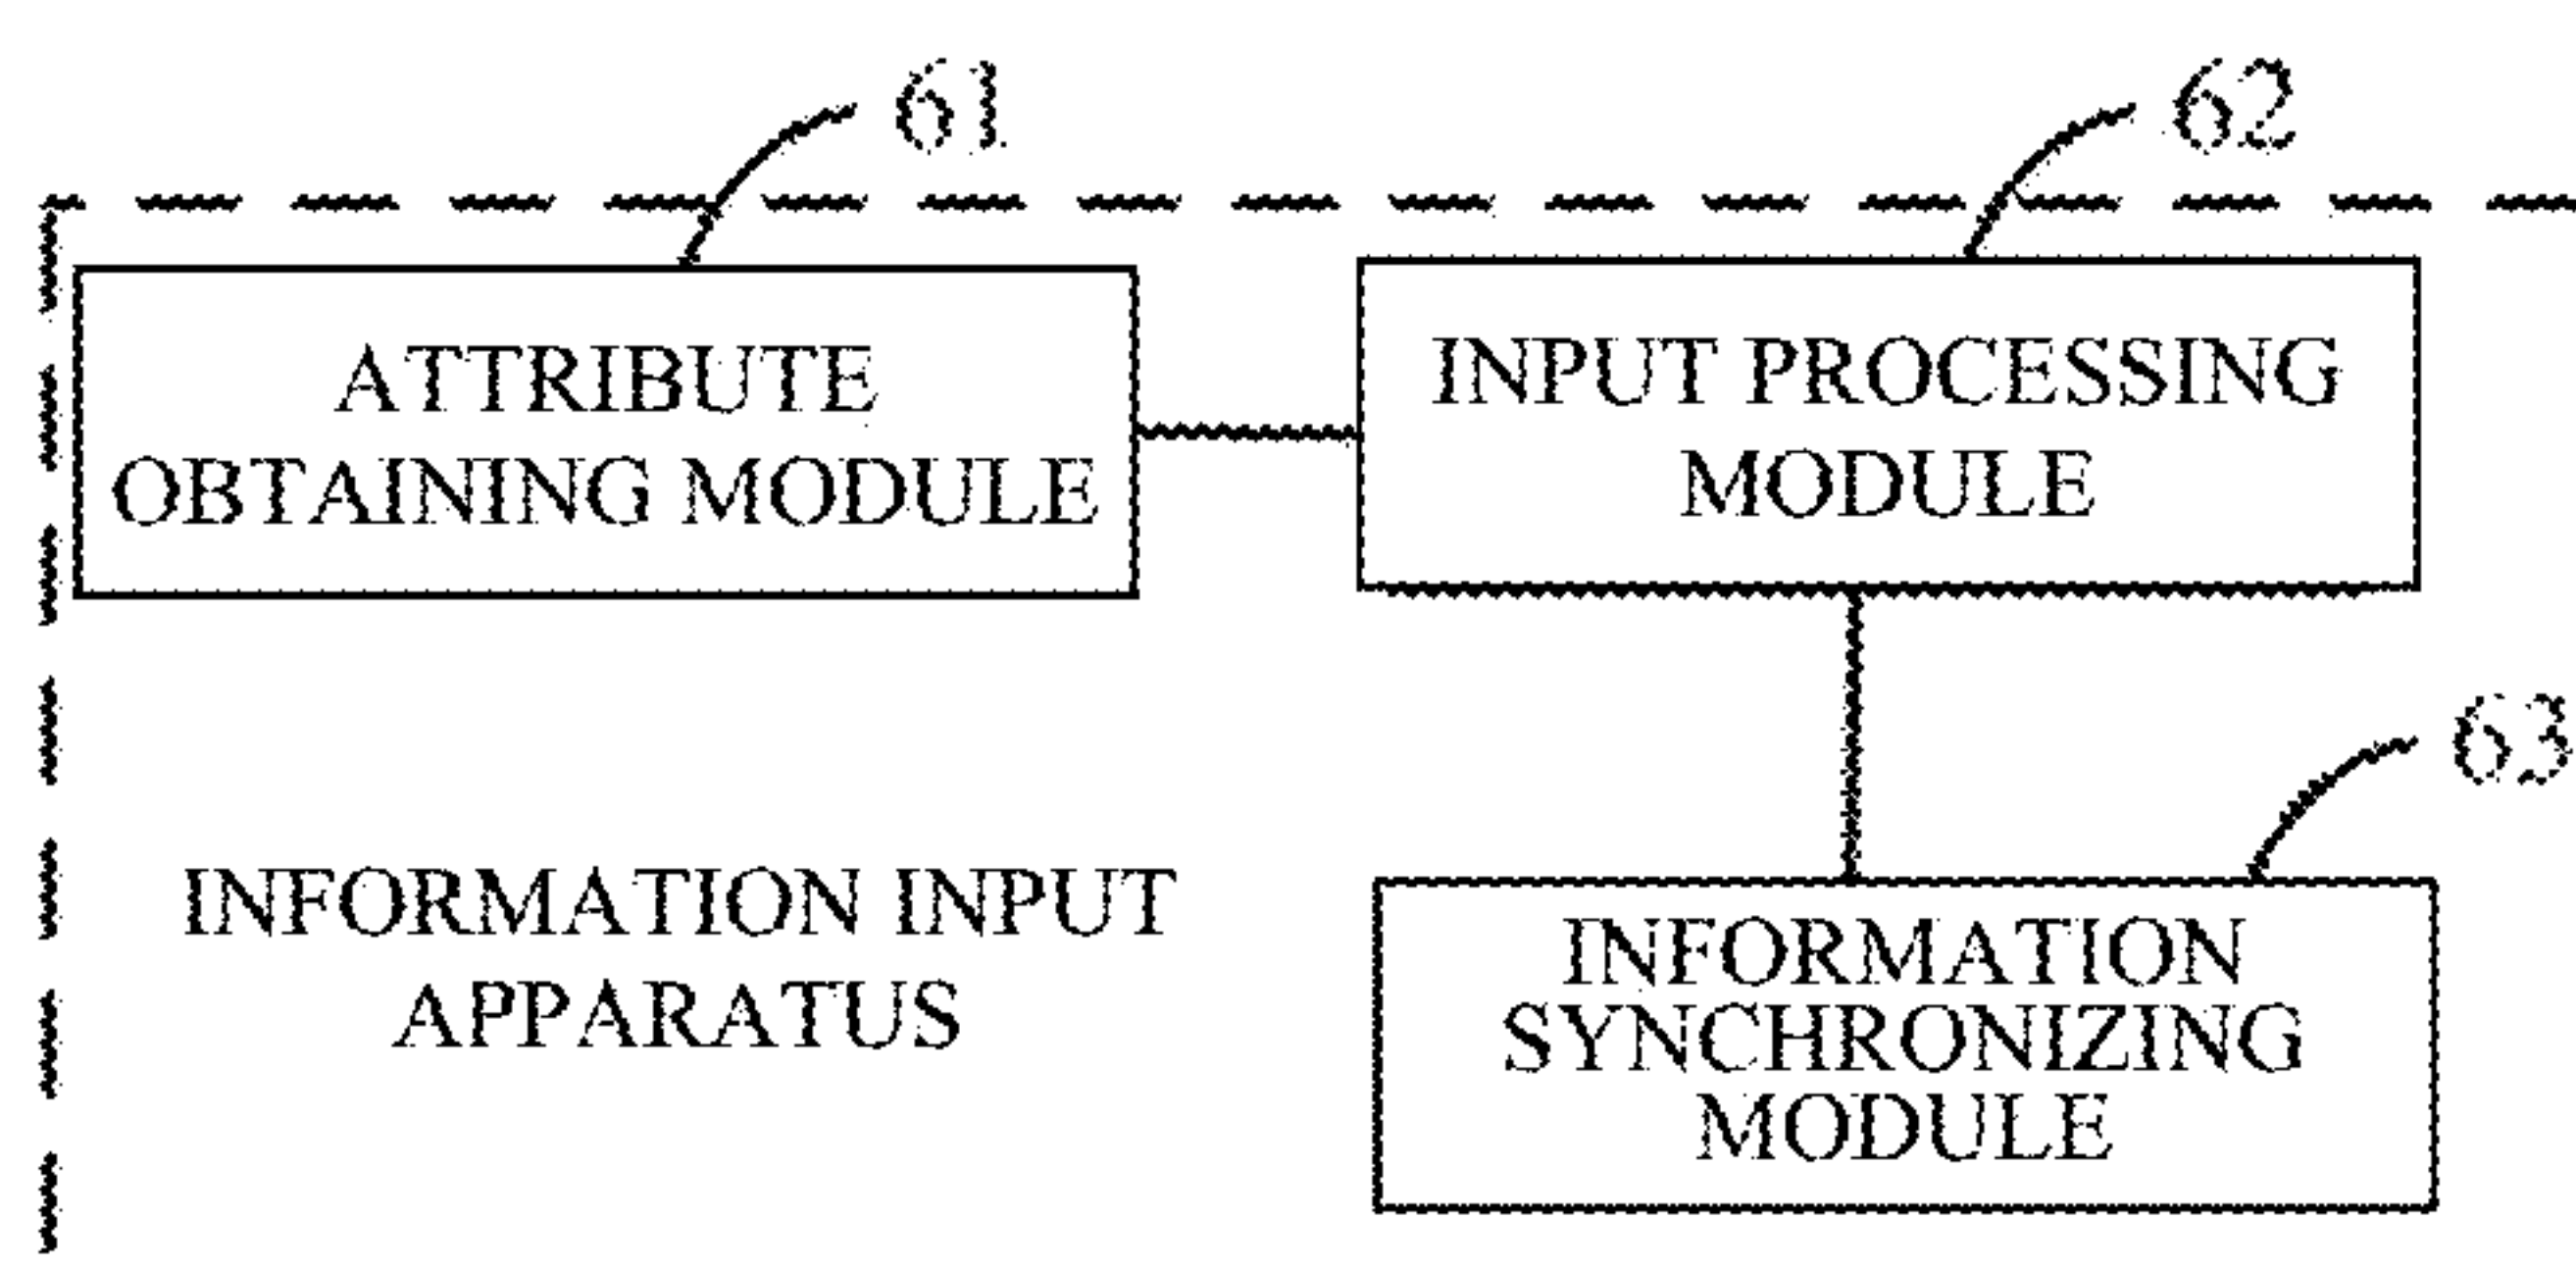 61
62
ATTRIBUTE
OBTAINING MODULE
INPUT PROCESSING
MODULE
63
INFORMATION INPUT
APPARATUS
INFORMATION
SYNCHRONIZING
MODULE